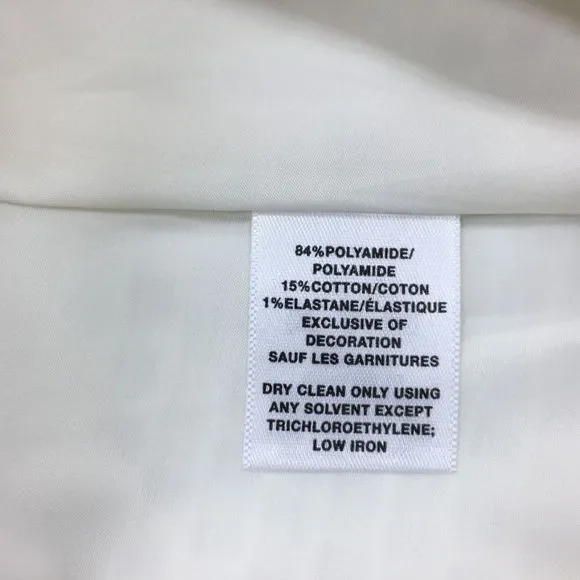 84%POLYAMIDE/
POLYAMIDE
15%COTTON/COTON
1%ELASTANE/ÉLASTIQUE
EXCLUSIVE OF
DECORATION
SAUF LES GARNITURES
DRY CLEAN ONLY USING
ANY SOLVENT EXCEPT
TRICHLOROETHYLENE;
LOW IRON